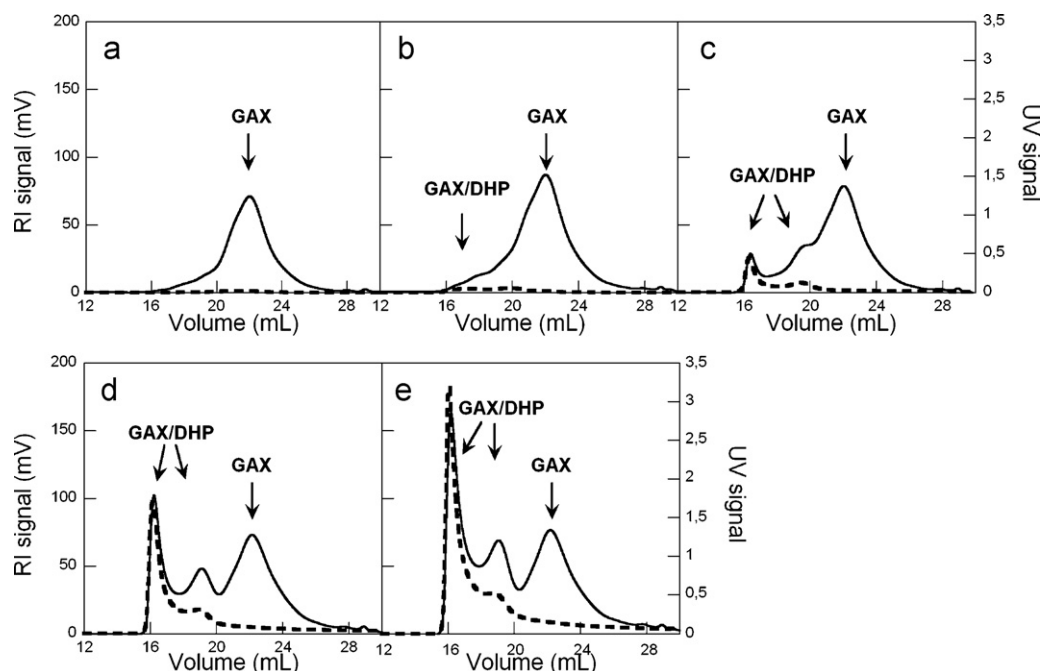 a
b
c
GAX
GAX
GAX
GAX/DHP
GAX/DHP
RI signal (mV)
200
150
100
50
0
3,5
3
2,5
2
1,5
1
0,5
0
UV signal
12 16 20 24 28 12 16 20 24 28 12 16 20 24 28
Volume (mL) Volume (mL) Volume (mL)
d
e
GAX/DHP
GAX/DHP
GAX
GAX
RI signal (mV)
200
150
100
50
0
3,5
3
2,5
2
1,5
1
0,5
0
UV signal
12 16 20 24 28 12 16 20 24 28
Volume (mL) Volume (mL)